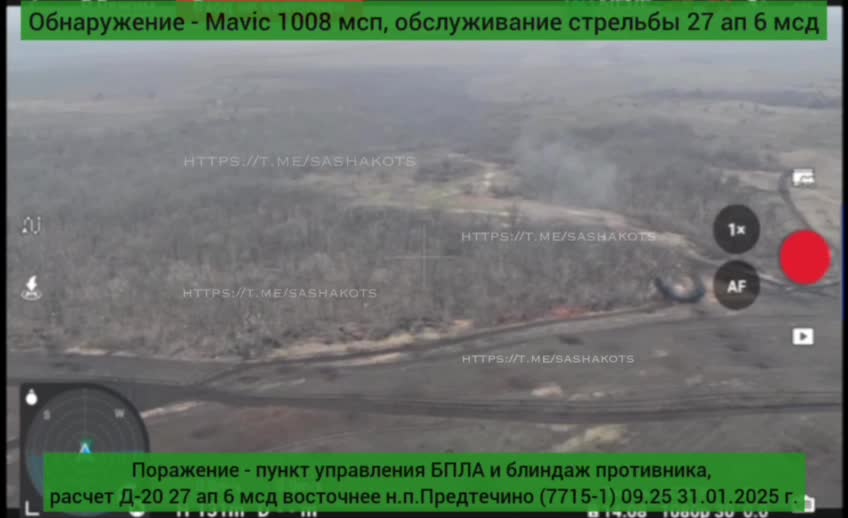 Обнаружение - Mavic 1008 мсп, обслуживание стрельбы 27 ап 6 мсд
HTTPS://T.ME/SASHAKOTS
HTTPS://T.ME/SASHAKOTS
1×
HTTPS://T.ME/SASHAKOTS
AF
HTTPS://T.ME/SASHAKOTS
S W
Поражение - пункт управления БПЛА и блиндаж противника,
расчет Д-20 27 ап 6 мсд восточнее н.п.Предтечино (7715-1) 09.25 31.01.2025 г.